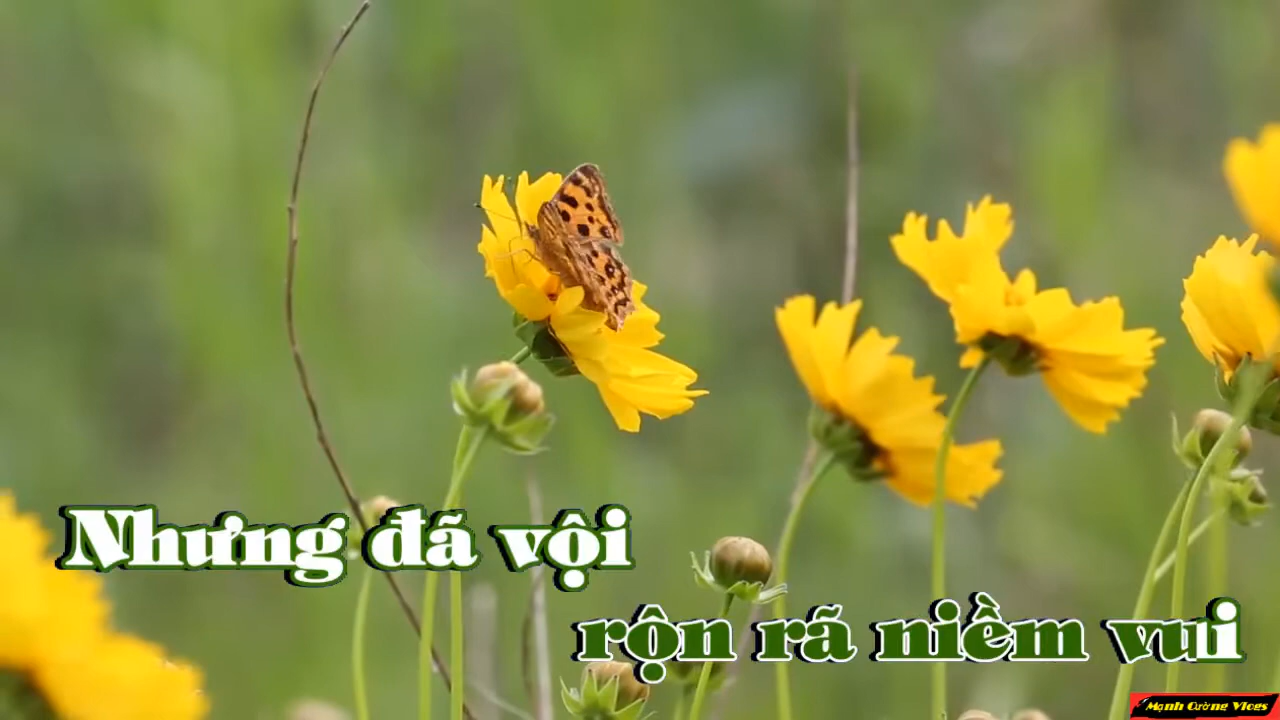 Nhưng đã vội
rộn rã niềm vui
Mạnh Cường Vlogs